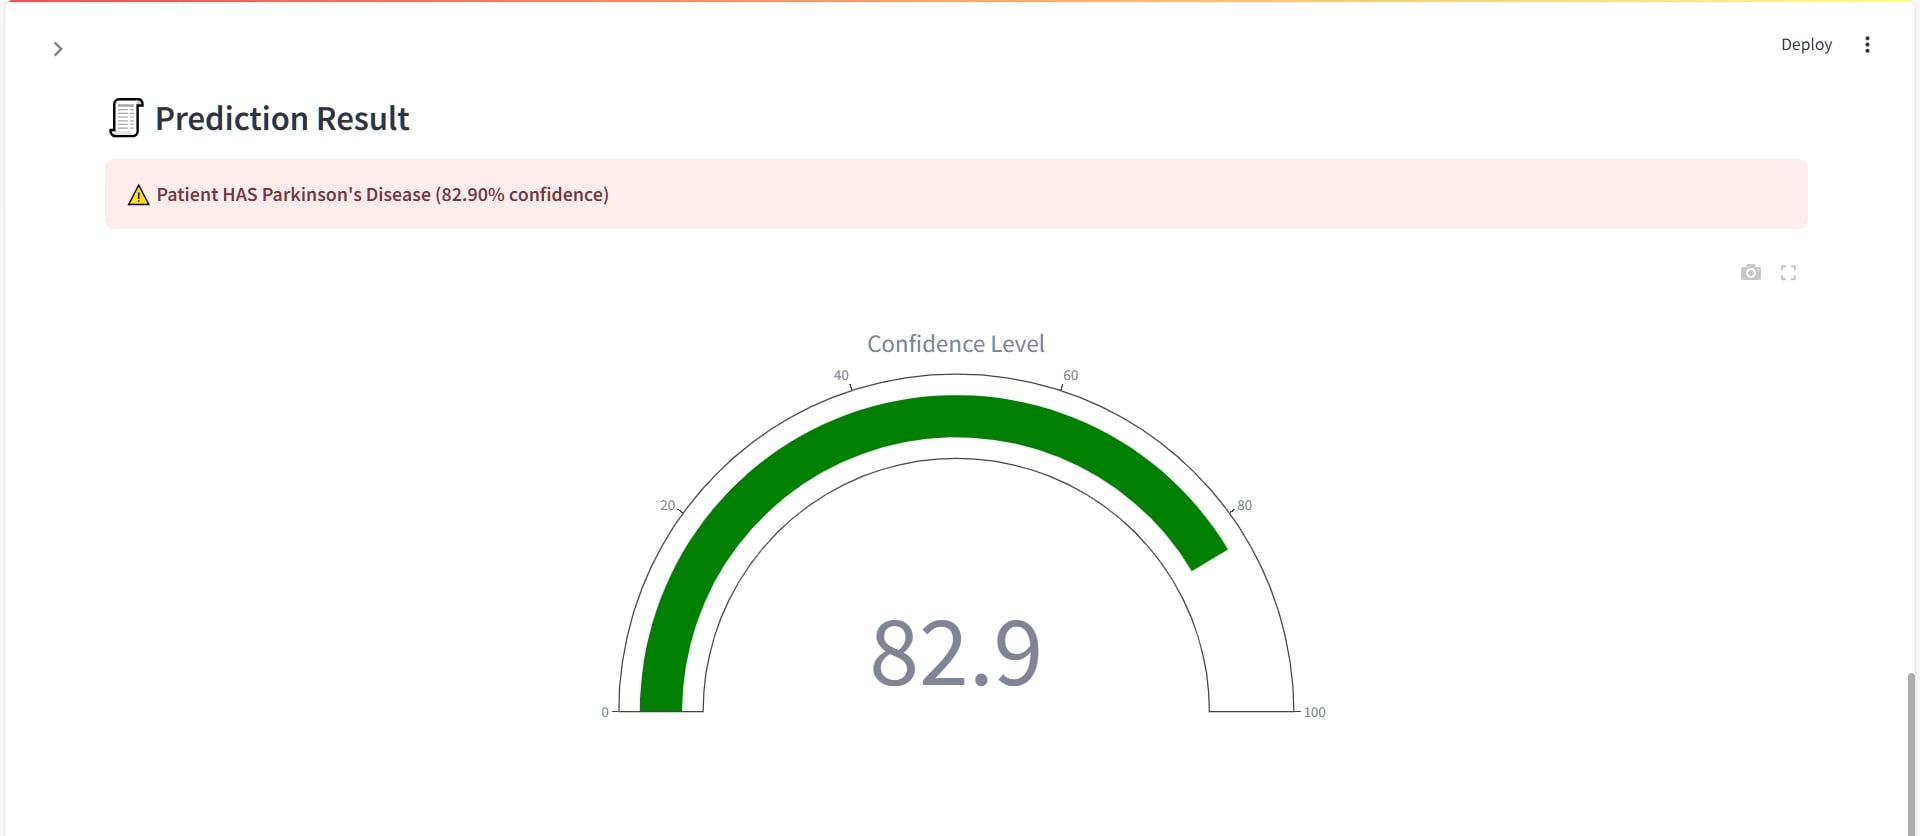 Deploy
Prediction Result
Patient HAS Parkinson's Disease (82.90% confidence)
Confidence Level
40
60
20
80
82.9
0
100